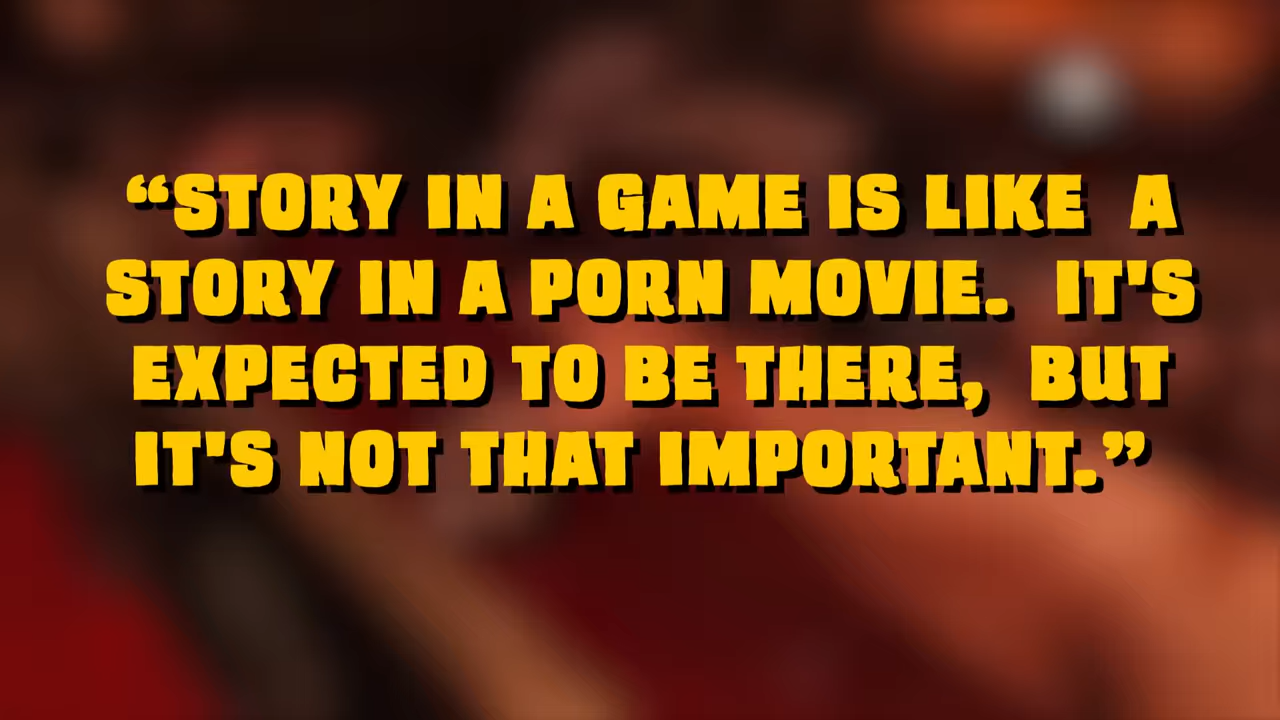 “STORY IN A GAME IS LIKE A
STORY IN A PORN MOVIE. IT'S
EXPECTED TO BE THERE, BUT
IT'S NOT THAT IMPORTANT.”